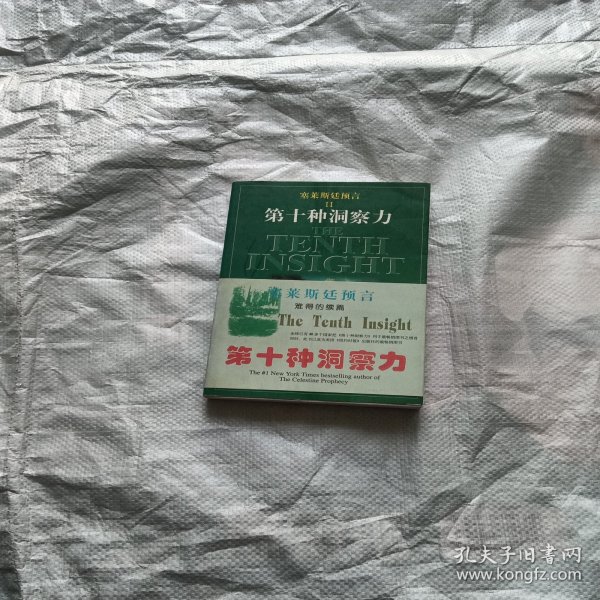 塞莱斯廷预言
II
第十种洞察力
THE
TENTH
INSIGHT
塞莱斯廷预言
难得的续篇
The Tenth Insight
第十种洞察力
The #1 New York Times bestselling author of
The Celestine Prophecy
孔夫子旧书网
www.kongfz.com